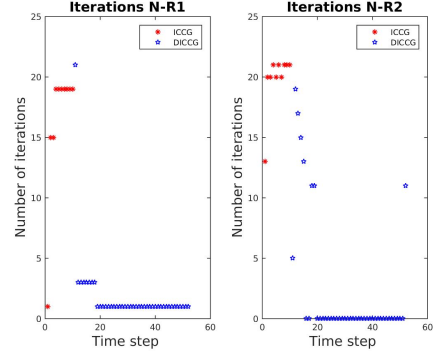 Iterations N-R1
25
20
15
10
5
0
0
20
40
60
Number of iterations
Time step
ICCG
DICCG
Iterations N-R2
25
20
15
10
5
0
0
20
40
60
Number of iterations
Time step
ICCG
DICCG